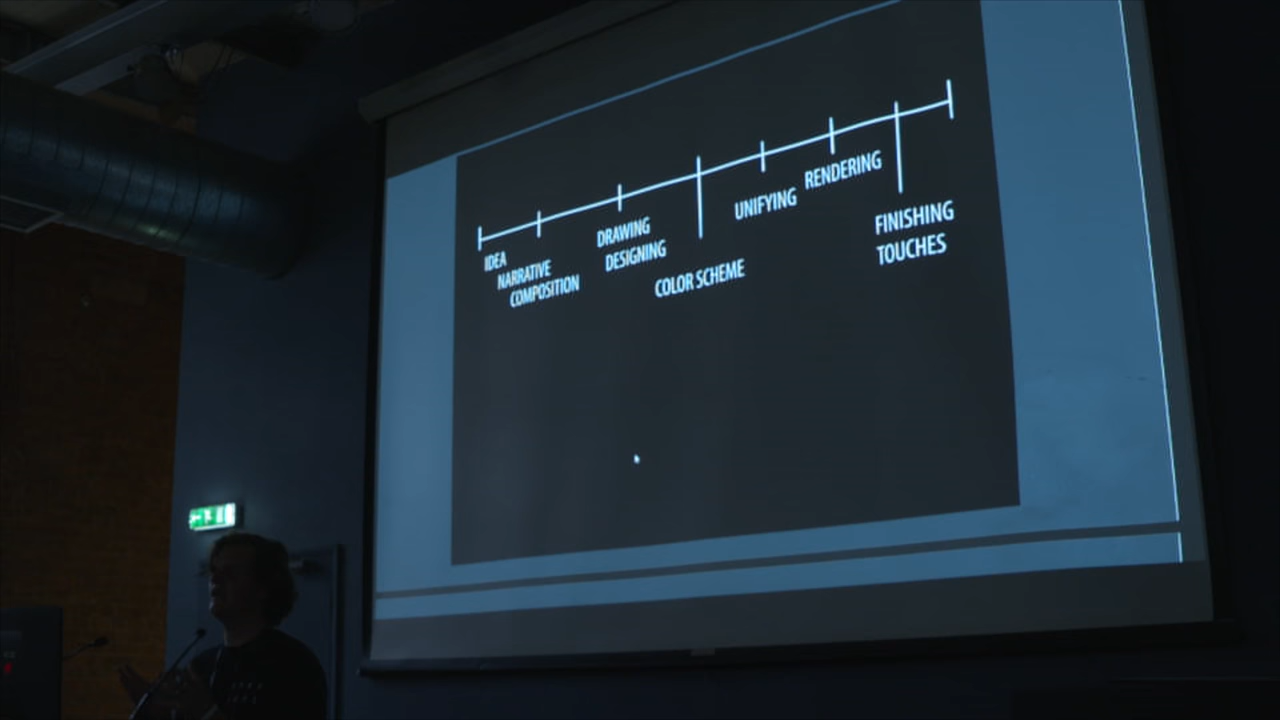 IDEA
NARRATIVE
COMPOSITION
DRAWING
DESIGNING
COLOR SCHEME
UNIFYING
RENDERING
FINISHING
TOUCHES